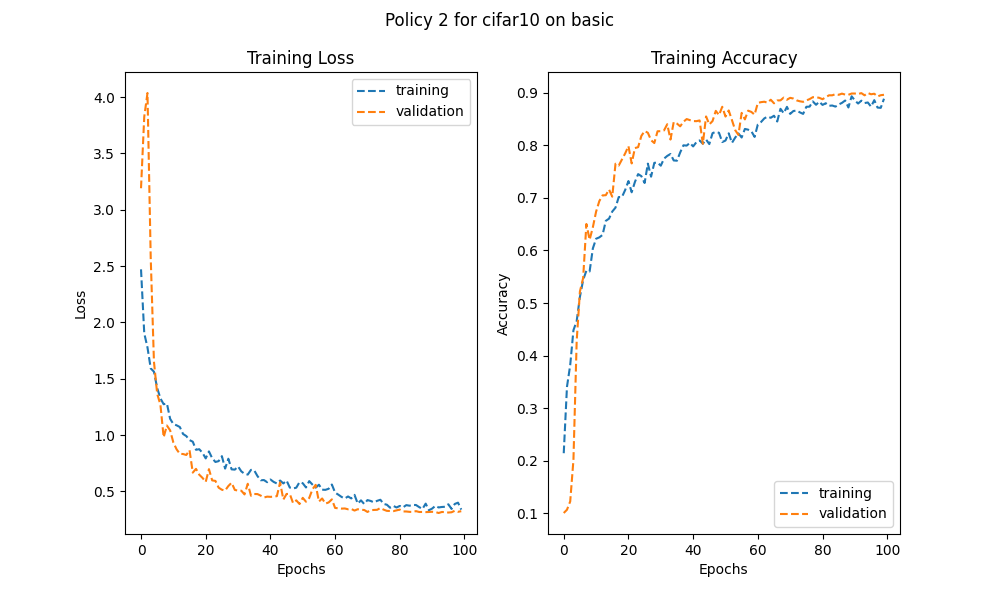 Policy 2 for cifar10 on basic
Training Loss
training
validation
4.0
3.5
3.0
2.5
2.0
1.5
1.0
0.5
Loss
0 20 40 60 80 100
Epochs
Training Accuracy
0.9
0.8
0.7
0.6
0.5
0.4
0.3
0.2
0.1
Accuracy
training
validation
0 20 40 60 80 100
Epochs